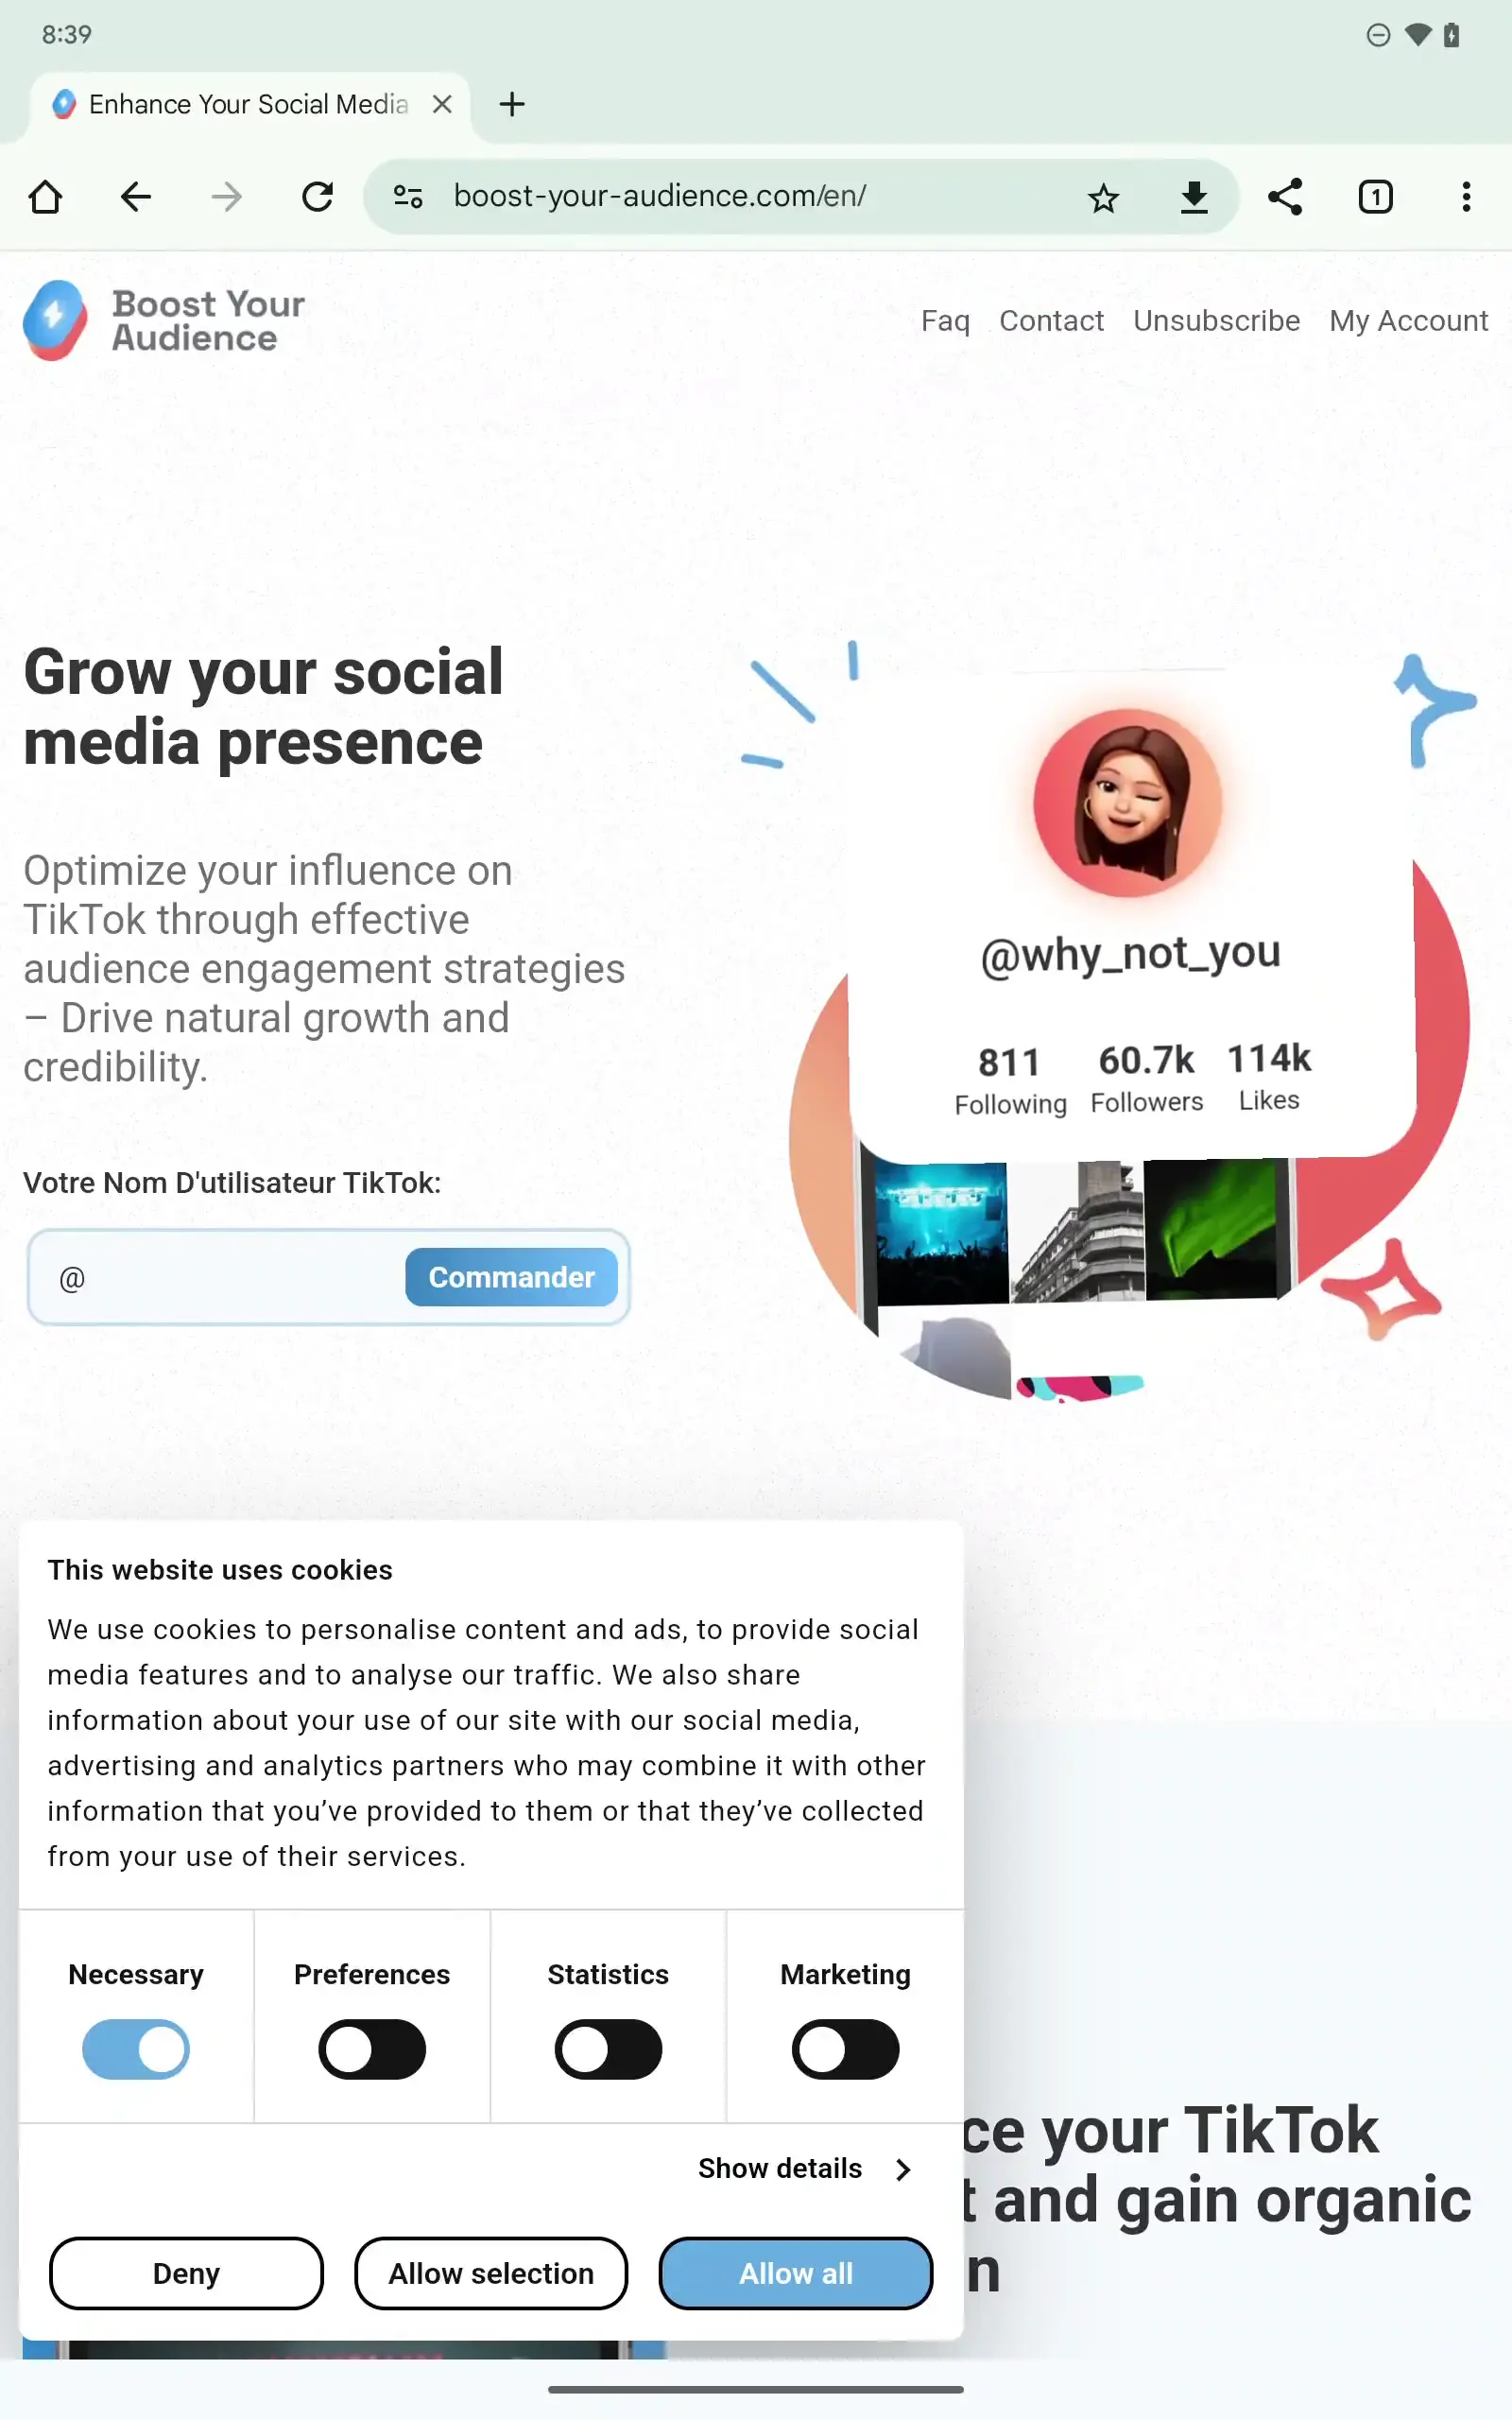 8:39
Enhance Your Social Media
boost-your-audience.com/en/
1
Boost Your
Audience
Faq Contact Unsubscribe My Account
Grow your social
media presence
Optimize your influence on
TikTok through effective
audience engagement strategies
– Drive natural growth and
credibility.
Votre Nom D'utilisateur TikTok:
@
Commander
@why_not_you
811 60.7k 114k
Following Followers Likes
This website uses cookies
We use cookies to personalise content and ads, to provide social
media features and to analyse our traffic. We also share
information about your use of our site with our social media,
advertising and analytics partners who may combine it with other
information that you’ve provided to them or that they’ve collected
from your use of their services.
Necessary Preferences Statistics Marketing
Show details
Deny Allow selection Allow all
ce your TikTok
t and gain organic
n